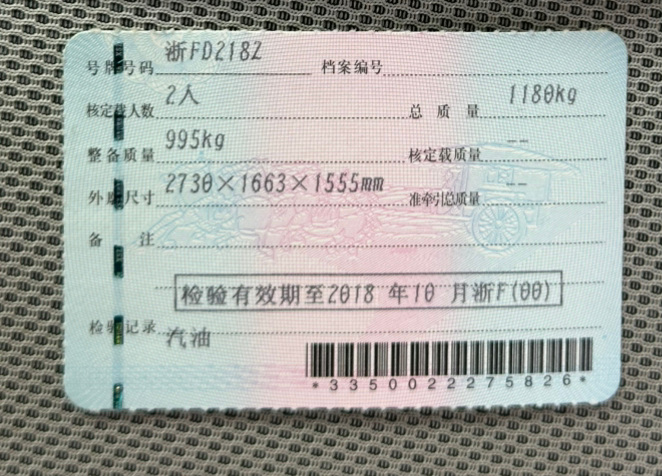 号牌号码 浙FD218Z 档案编号
核定载人数 2人 总质量 1180kg
整备质量 995kg 核定载质量 --
外廓尺寸 2730×1663×1555mm 准牵引总质量 --
备注
检验有效期至2018 年10 月浙F(00)
检验记录 汽油
*3350022275826*